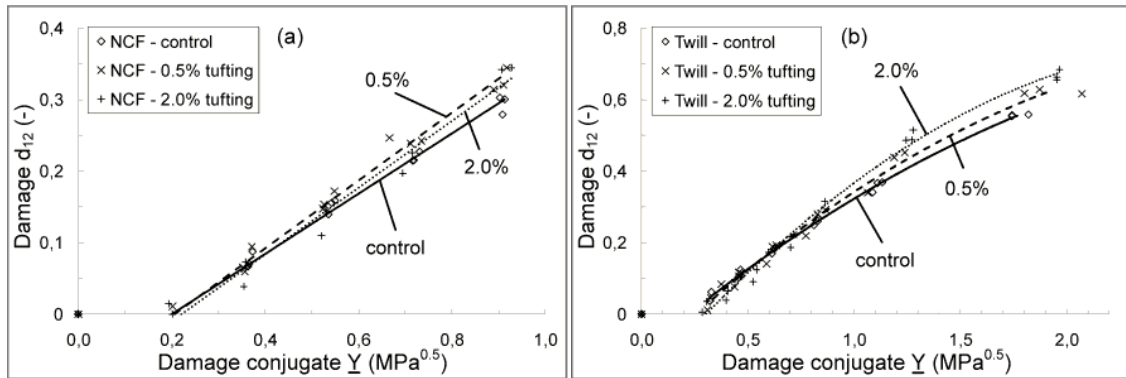 (a)
NCF - control
NCF - 0.5% tufting
NCF - 2.0% tufting
0.5%
2.0%
control
Damage d12 (-)
0,4
0,3
0,2
0,1
0
0,0
0,2
0,4
0,6
0,8
1,0
Damage conjugate Y (MPa0.5)
(b)
Twill - control
Twill - 0.5% tufting
Twill - 2.0% tufting
2.0%
0.5%
control
Damage d12 (-)
0,8
0,6
0,4
0,2
0
0,0
0,5
1,0
1,5
2,0
Damage conjugate Y (MPa0.5)